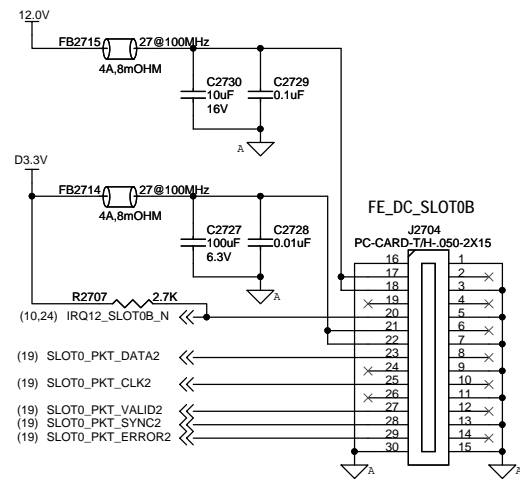 12.0V
FB2715 27@100MHz
4A,8mOHM
C2730
10uF
16V
C2729
0.1uF
A
D3.3V
FB2714 27@100MHz
4A,8mOHM
C2727
100uF
6.3V
C2728
0.01uF
A
R2707 2.7K
(10,24) IRQ12_SLOT0B_N
(19) SLOT0_PKT_DATA2
(19) SLOT0_PKT_CLK2
(19) SLOT0_PKT_VALID2
(19) SLOT0_PKT_SYNC2
(19) SLOT0_PKT_ERROR2
FE_DC_SLOT0B
J2704
PC-CARD-T/H-.050-2X15
16 1
17 2
18 3
19 4
20 5
21 6
22 7
23 8
24 9
25 10
26 11
27 12
28 13
29 14
30 15
A A